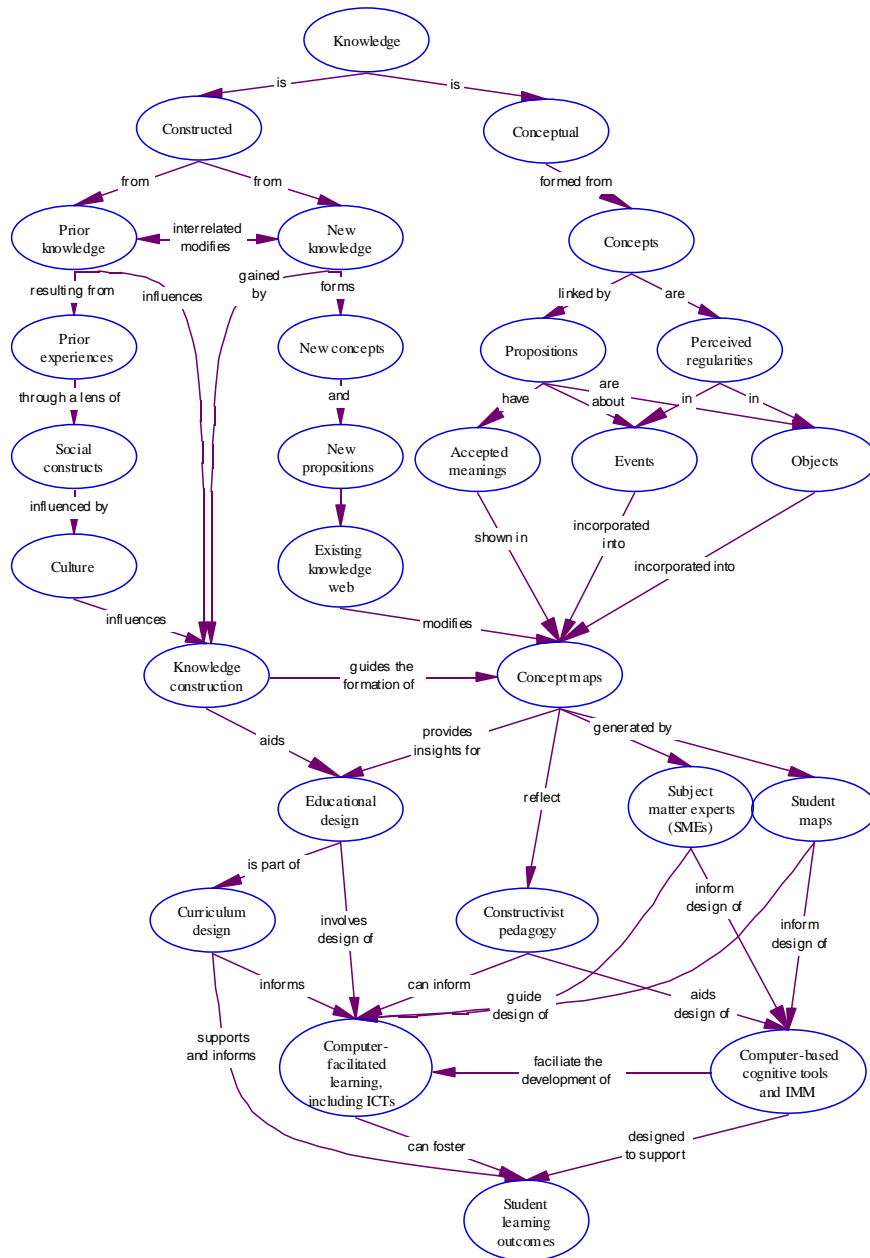 Knowledge
is
is
Constructed
Conceptual
from
from
formed from
Prior
knowledge
interrelated
modifies
New
knowledge
Concepts
resulting from
influences
gained
by
forms
linked by
are
Prior
experiences
New concepts
Propositions
Perceived
regularities
through a lens of
and
have
are
about
in
in
Social
constructs
New
propositions
Accepted
meanings
Events
Objects
influenced by
shown in
incorporated
into
incorporated into
Culture
Existing
knowledge
web
influences
modifies
Knowledge
construction
guides the
formation of
Concept maps
aids
provides
insights for
generated by
Educational
design
reflect
Subject
matter experts
(SMEs)
Student
maps
is part of
Curriculum
design
involves
design of
Constructivist
pedagogy
inform
design of
inform
design of
informs
can inform
guide
design of
aids
design of
supports
and informs
Computer-
facilitated
learning,
including ICTs
faciliate the
development of
Computer-based
cognitive tools
and IMM
can foster
designed
to support
Student
learning
outcomes